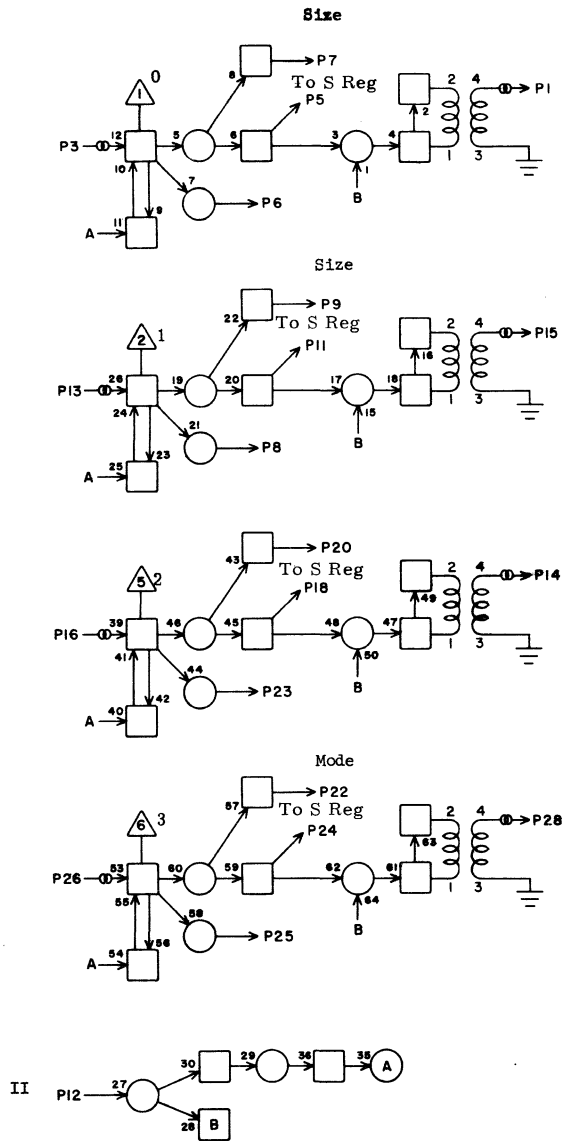 Size
0
1
8
P7
To S Reg
P5
2
4
P1
P3
12
5
6
3
4
2
10
7
1
1
3
9
P6
B
A
11
Size
22
P9
To S Reg
2
1
P11
2
4
P15
P13
26
19
20
17
18
16
24
21
15
1
3
23
P8
B
A
25
43
P20
To S Reg
5
2
P18
2
4
P14
P16
39
46
45
48
47
49
41
44
50
1
3
42
P23
B
A
40
Mode
57
P22
To S Reg
6
3
P24
2
4
P28
P26
53
60
59
62
61
63
55
58
64
1
3
56
P25
B
A
54
II
P12
27
30
29
36
35
A
28
B